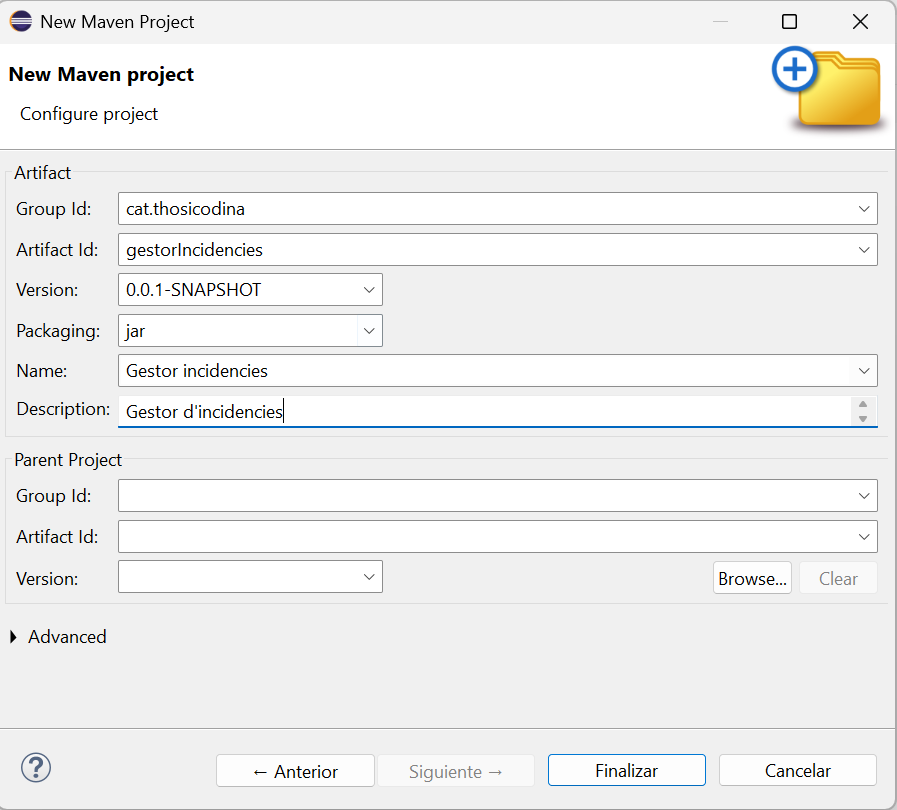 New Maven Project
New Maven project
Configure project
Artifact
Group Id: cat.thosicodina
Artifact Id: gestorIncidencies
Version: 0.0.1-SNAPSHOT
Packaging: jar
Name: Gestor incidencies
Description: Gestor d'incidencies
Parent Project
Group Id:
Artifact Id:
Version: Browse... Clear
Advanced
? ← Anterior Siguiente → Finalizar Cancelar